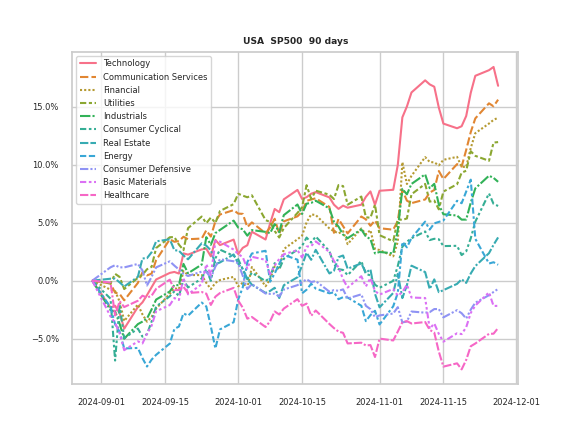 USA SP500 90 days
Technology
Communication Services
Financial
Utilities
Industrials
Consumer Cyclical
Real Estate
Energy
Consumer Defensive
Basic Materials
Healthcare
15.0%
10.0%
5.0%
0.0%
−5.0%
2024-09-01 2024-09-15 2024-10-01 2024-10-15 2024-11-01 2024-11-15 2024-12-01